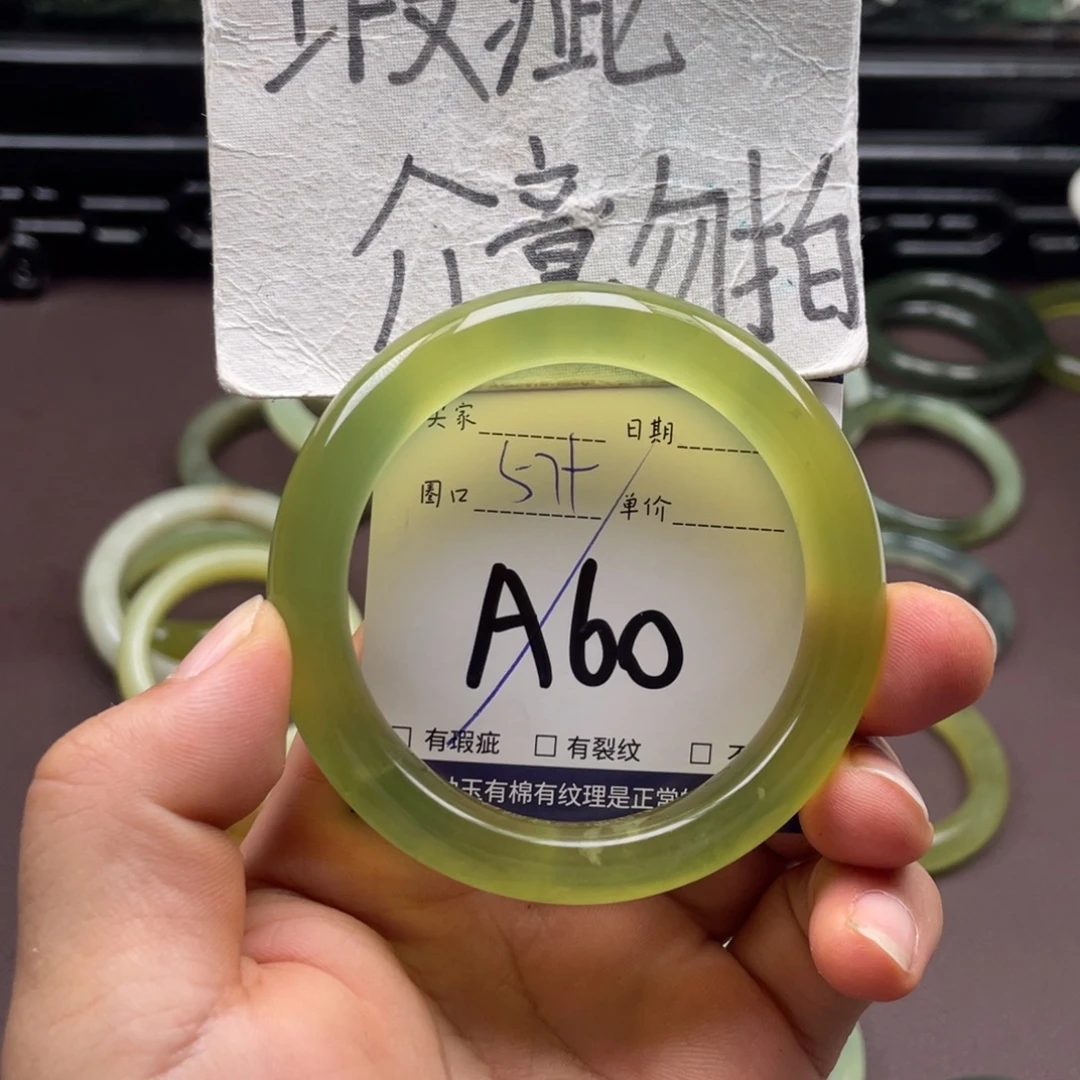 瑕疵
介意勿拍
买家 日期
圈口 57+ 单价
A60
□ 有瑕疵 □ 有裂纹 □
玉有棉有纹理是正常